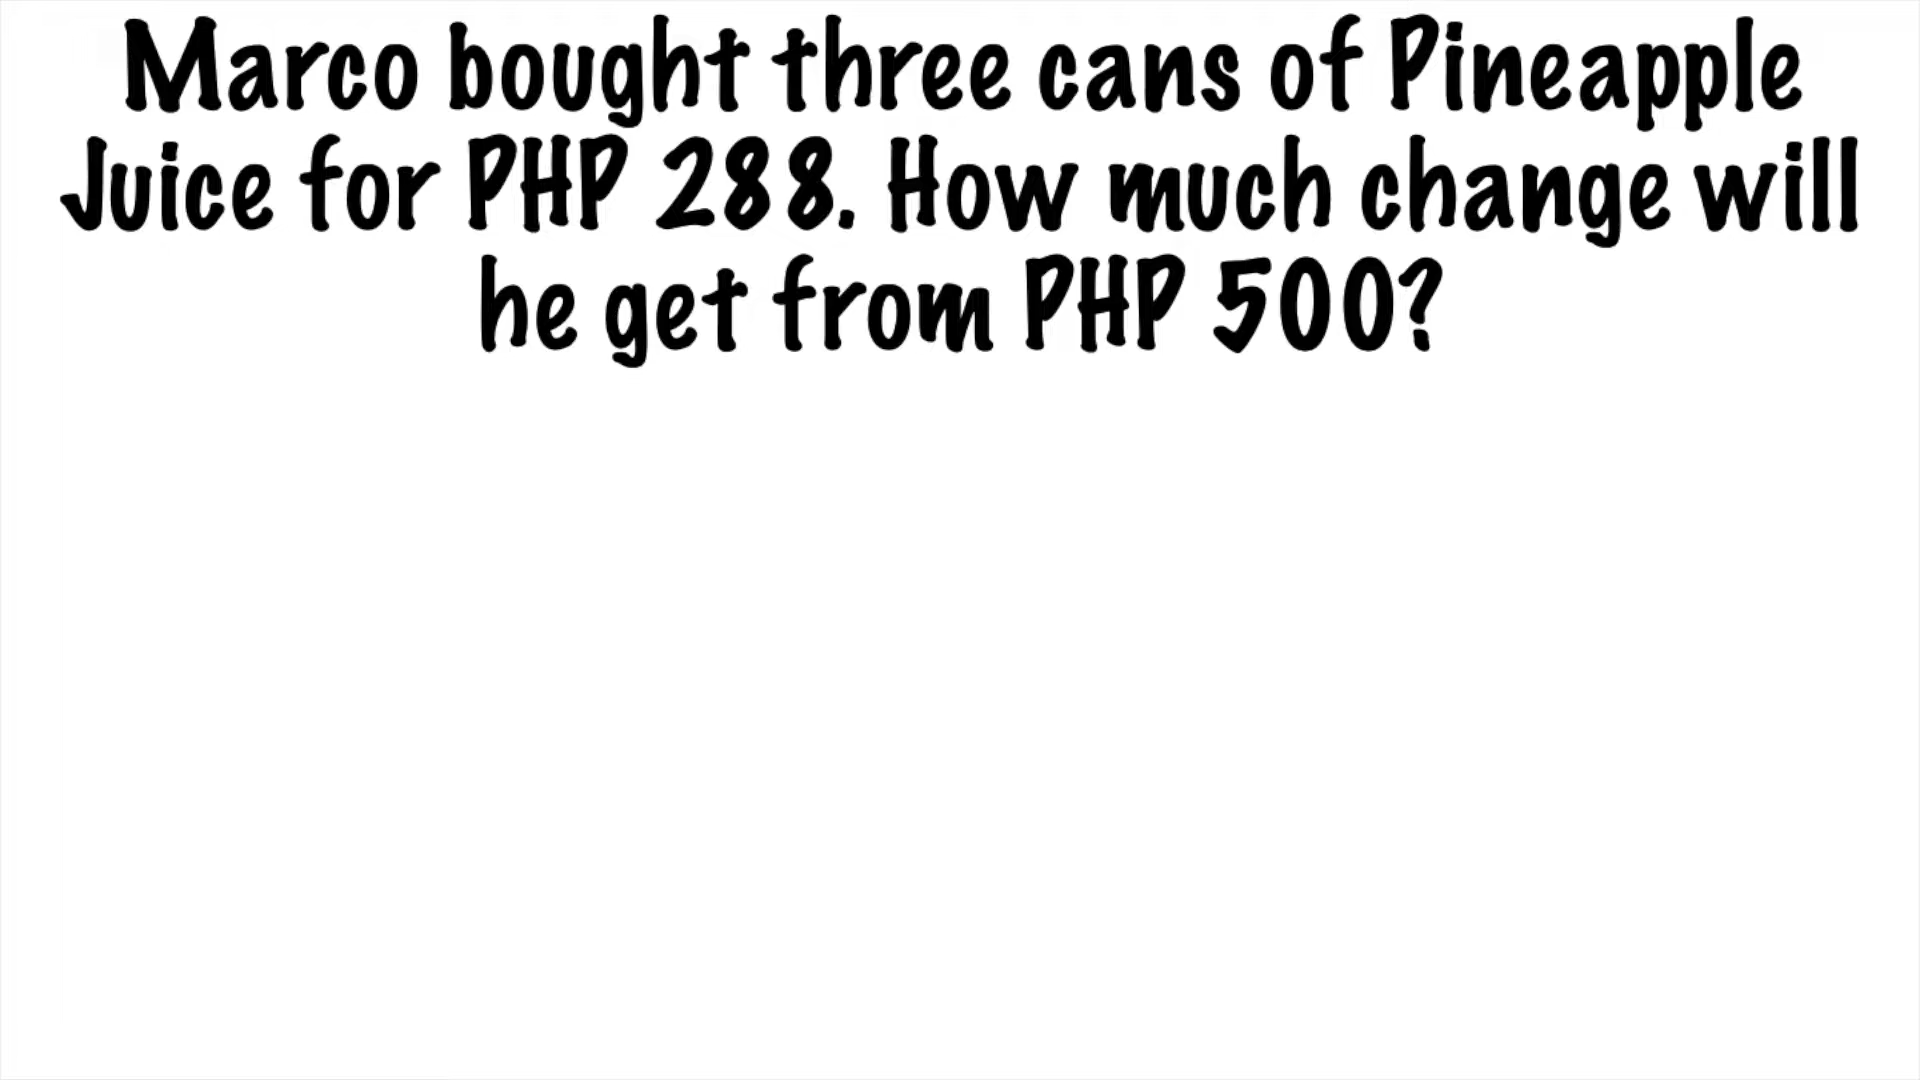 Marco bought three cans of Pineapple
Juice for PHP 288. How much change will
he get from PHP 500?